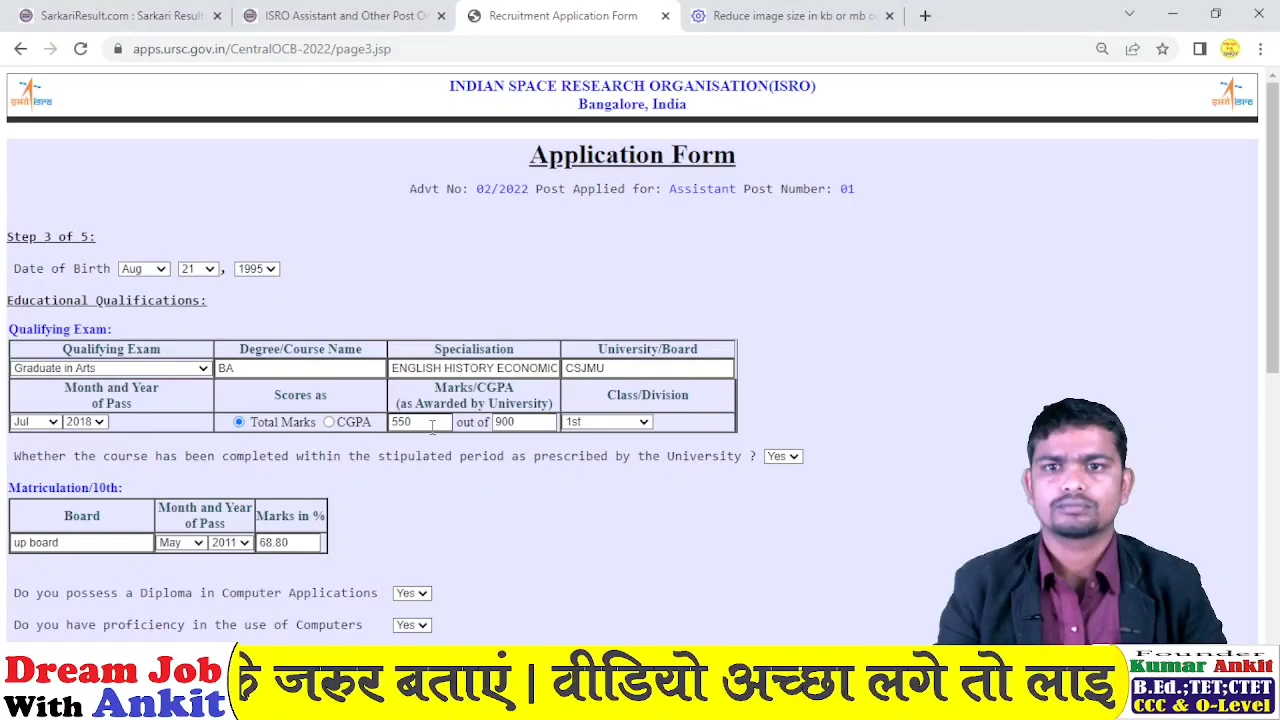 SarkariResult.com : Sarkari Result
ISRO Assistant and Other Post On
Recruitment Application Form
Reduce image size in kb or mb o
apps.ursc.gov.in/CentralOCB-2022/page3.jsp
INDIAN SPACE RESEARCH ORGANISATION(ISRO)
Bangalore, India
इसरो isro
इसरो isro
Application Form
Advt No: 02/2022 Post Applied for: Assistant Post Number: 01
Step 3 of 5:
Date of Birth Aug 21 , 1995
Educational Qualifications:
Qualifying Exam:
Qualifying Exam Degree/Course Name Specialisation University/Board
Graduate in Arts BA ENGLISH HISTORY ECONOMIC CSJMU
Month and Year of Pass Scores as Marks/CGPA (as Awarded by University) Class/Division
Jul 2018 Total Marks CGPA 550 out of 900 1st
Whether the course has been completed within the stipulated period as prescribed by the University ? Yes
Matriculation/10th:
Board Month and Year of Pass Marks in %
up board May 2011 68.80
Do you possess a Diploma in Computer Applications Yes
Do you have proficiency in the use of Computers Yes
Dream Job
With Ankit
के जरुर बताएं । वीडियो अच्छा लगे तो लाइ
Founder
Kumar Ankit
B.Ed.;TET;CTET
CCC & O-Level